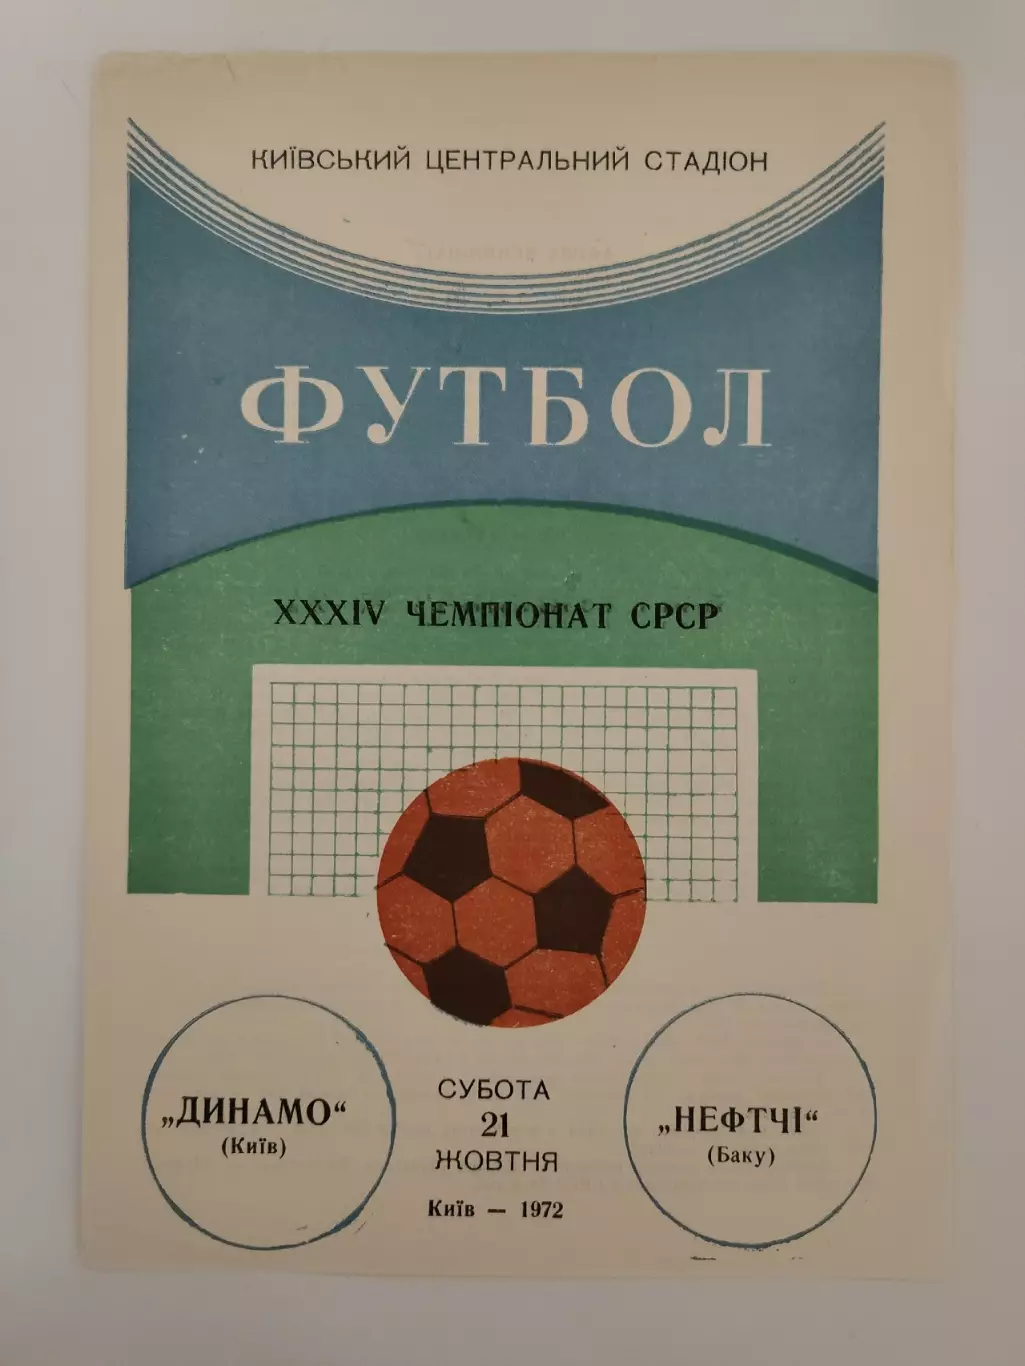 КИЇВСЬКИЙ ЦЕНТРАЛЬНИЙ СТАДІОН
ФУТБОЛ
XXXIV ЧЕМПІОНАТ СРСР
„ДИНАМО“
(Київ)
СУБОТА
21
ЖОВТНЯ
Київ — 1972
„НЕФТЧІ“
(Баку)